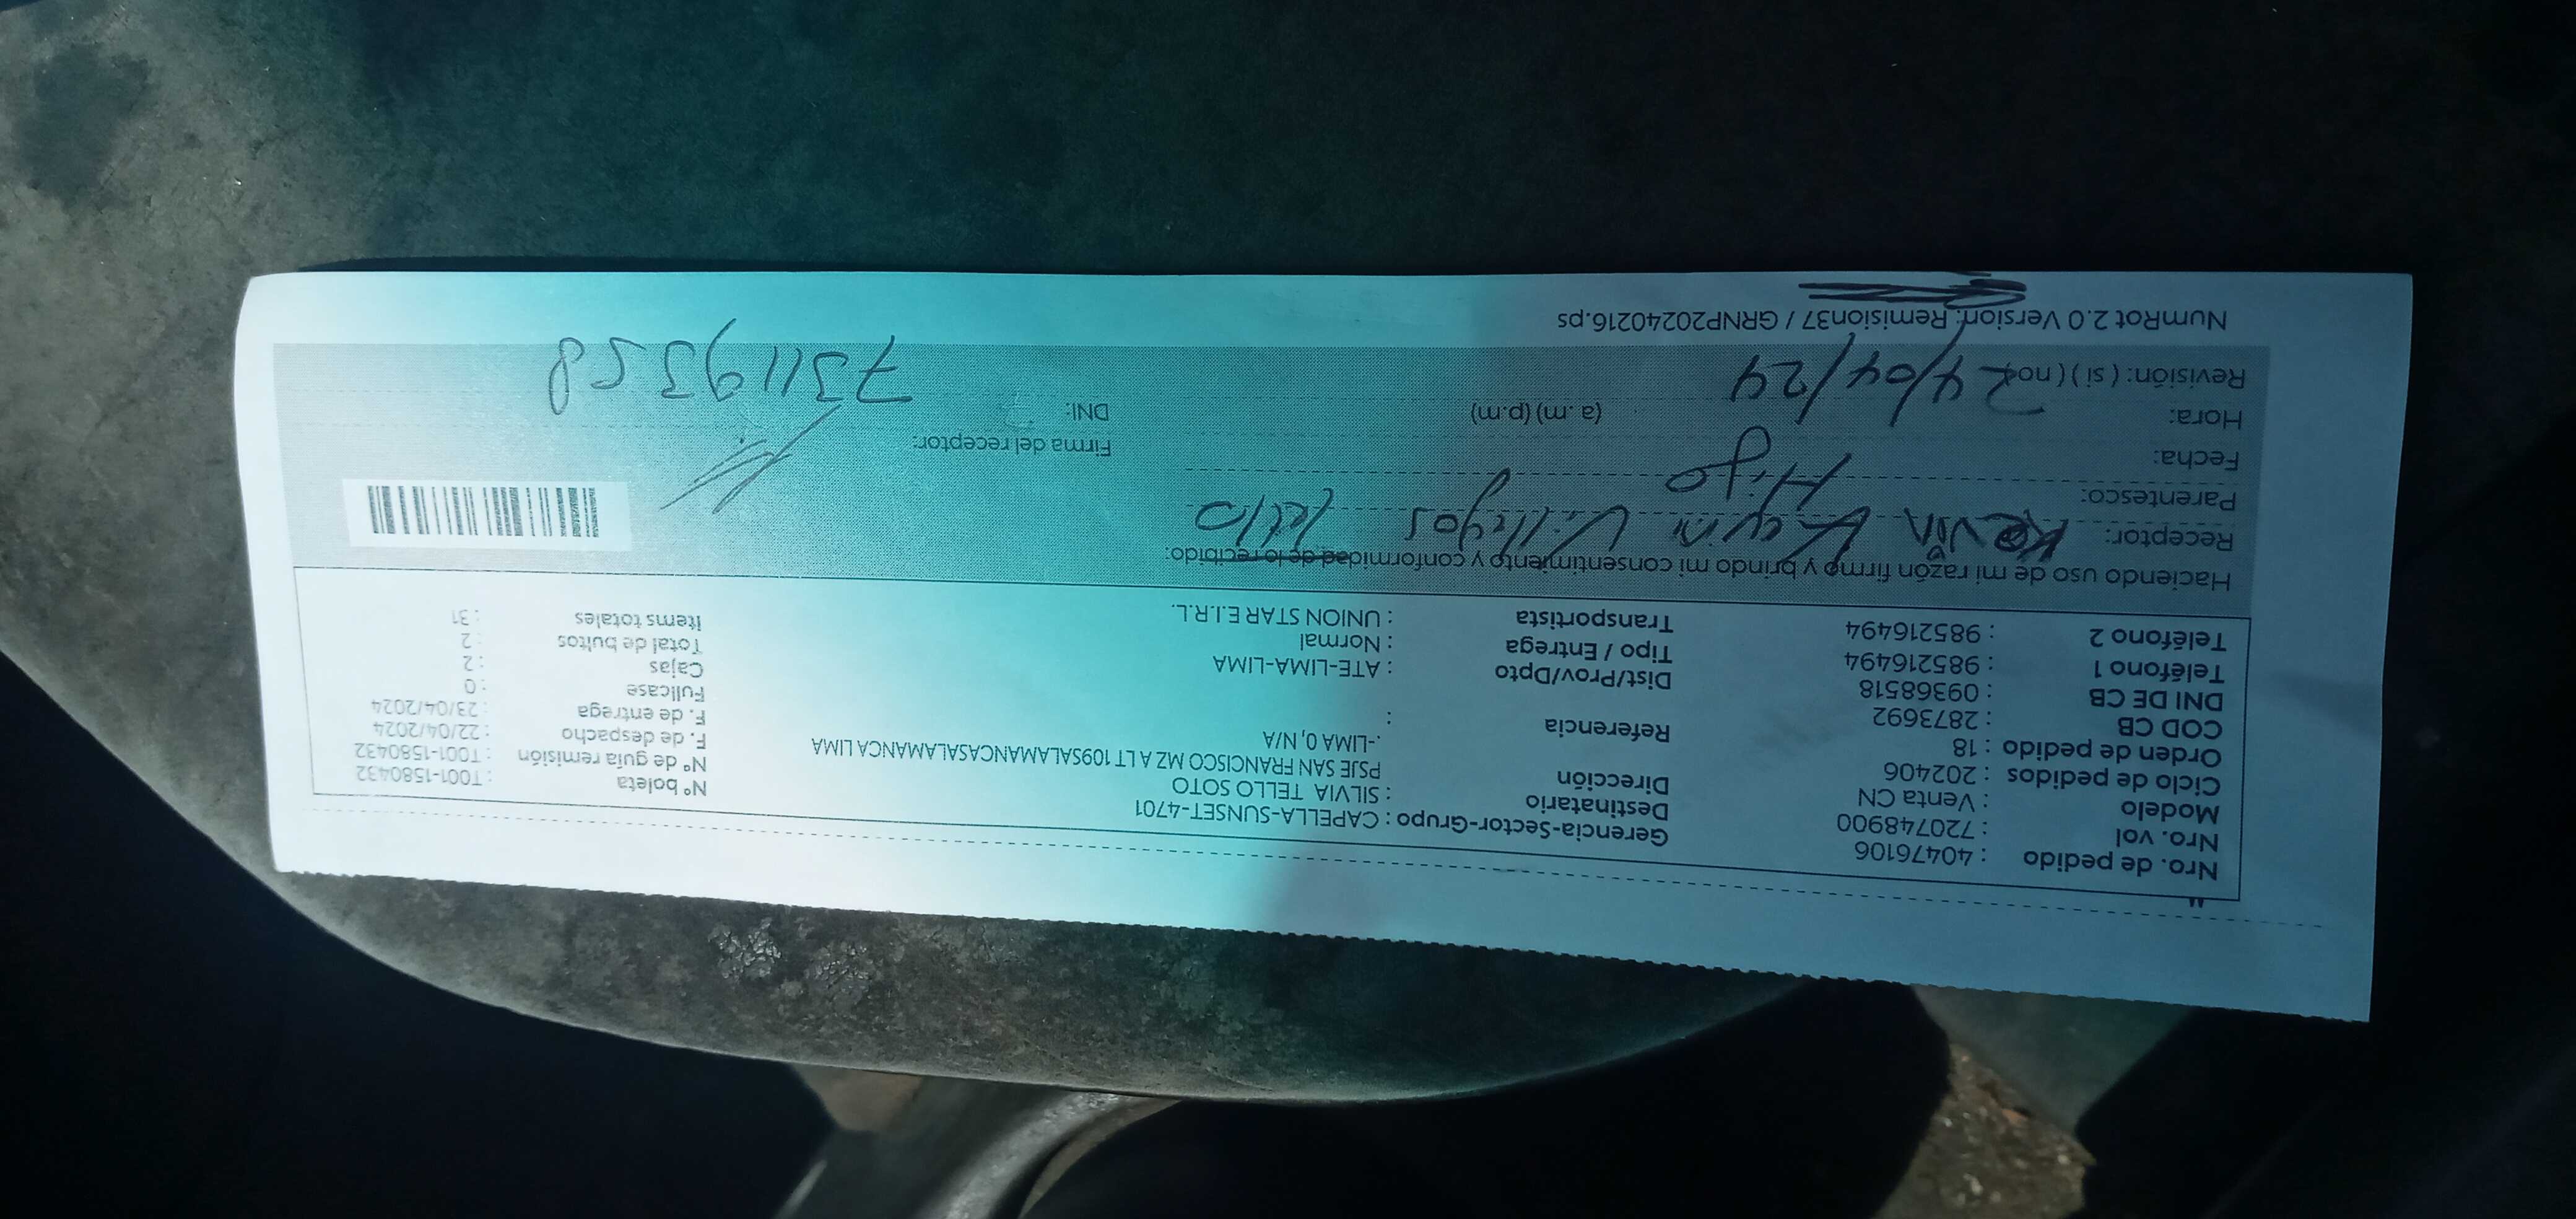 Nro. de pedido : 40476106
Nro. vol : 720748900
Modelo : Venta CN
Ciclo de pedidos : 202406
Orden de pedido : 18
COD CB : 2873692
DNI DE CB : 09368518
Teléfono 1 : 985216494
Teléfono 2 : 985216494
Gerencia-Sector-Grupo : CAPELLA-SUNSET-4701
Destinatario : SILVIA TELLO SOTO
Dirección PSJE SAN FRANCISCO MZ A LT 109SALAMANCASALAMANCA LIMA
.-LIMA 0, N/A
Referencia :
Dist/Prov/Dpto : ATE-LIMA-LIMA
Tipo / Entrega : Normal
Transportista : UNION STAR E.I.R.L.
N° boleta : T001-1580432
N° de guía remisión : T001-1580432
F. de despacho : 22/04/2024
F. de entrega : 23/04/2024
Fullcase : 0
Cajas : 2
Total de bultos : 2
Items totales : 31
Haciendo uso de mi razón firmo y brindo mi consentimiento y conformidad de lo recibido:
Receptor: Kevin Kevin Villegas Tello
Parentesco: Hijo
Fecha:
Hora: (a .m) (p.m)
Revisión: ( si ) ( no ) 24/04/24
Firma del receptor:
DNI: 73119358
NumRot 2.0 Version: Remision37 / GRNP20240216.ps